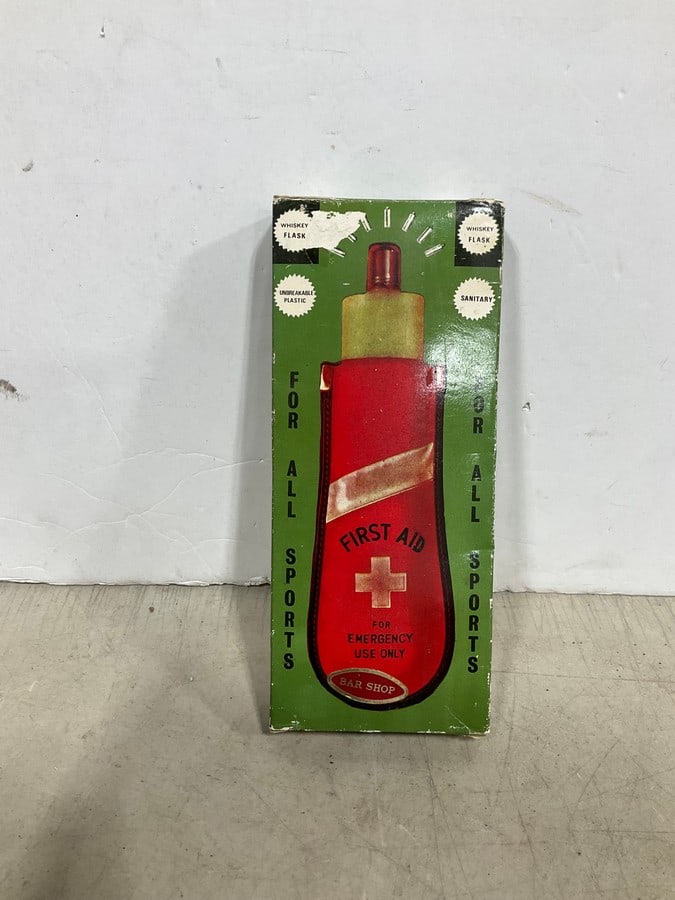 WHISKEY
FLASK
WHISKEY
FLASK
UNBREAKABLE
PLASTIC
SANITARY
FOR ALL SPORTS
FOR ALL SPORTS
FIRST AID
FOR
EMERGENCY
USE ONLY
BAR SHOP